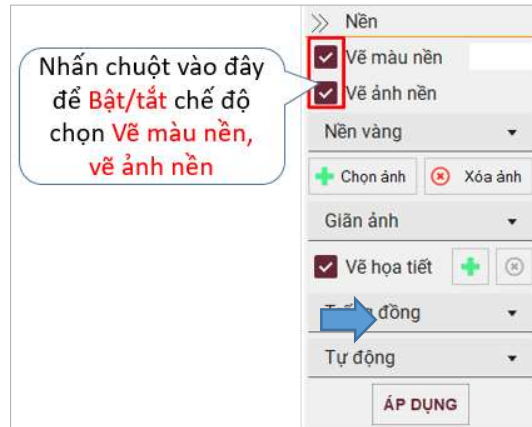 Nền
Nhấn chuột vào đây
để Bật/tắt chế độ
chọn Vẽ màu nền,
vẽ ảnh nền
Vẽ màu nền
Vẽ ảnh nền
Nền vàng
Chọn ảnh
Xóa ảnh
Giãn ảnh
Vẽ họa tiết
đồng
Tự động
ÁP DỤNG